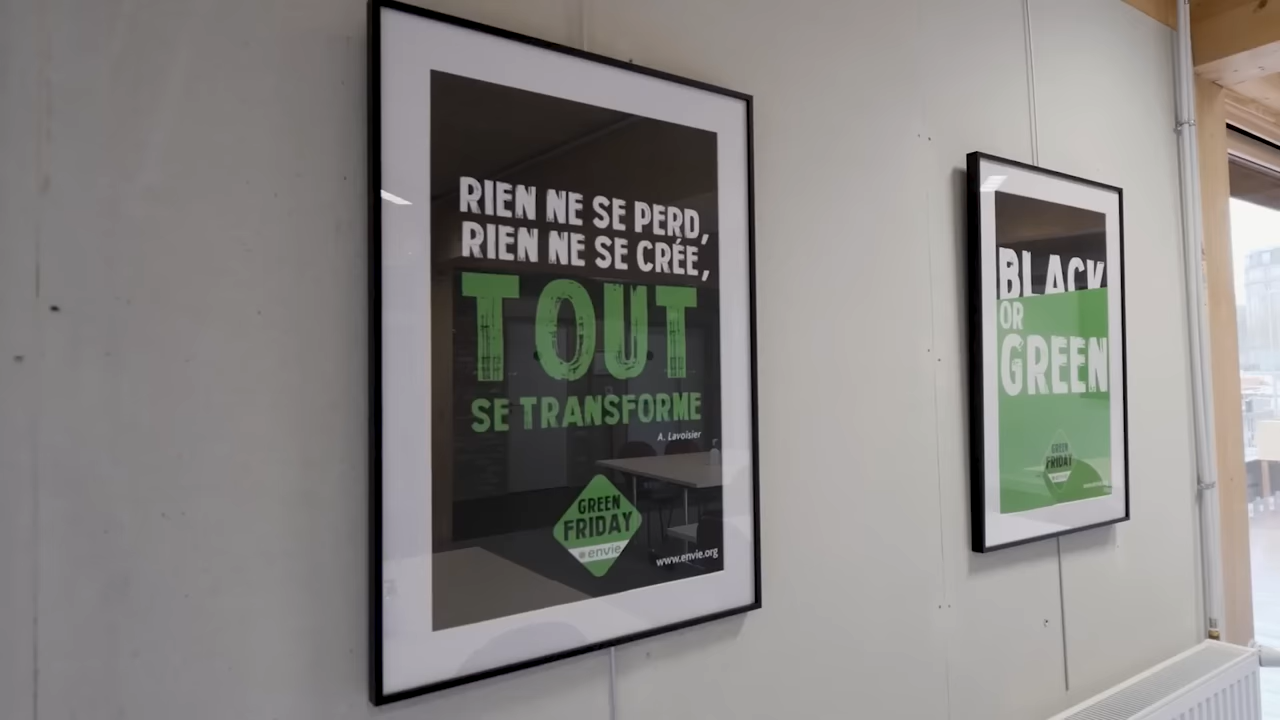 RIEN NE SE PERD,
RIEN NE SE CRÉE,
TOUT
SE TRANSFORME
A. Lavoisier
GREEN
FRIDAY
envie
www.envie.org
BLACK
OR
GREEN
GREEN
FRIDAY